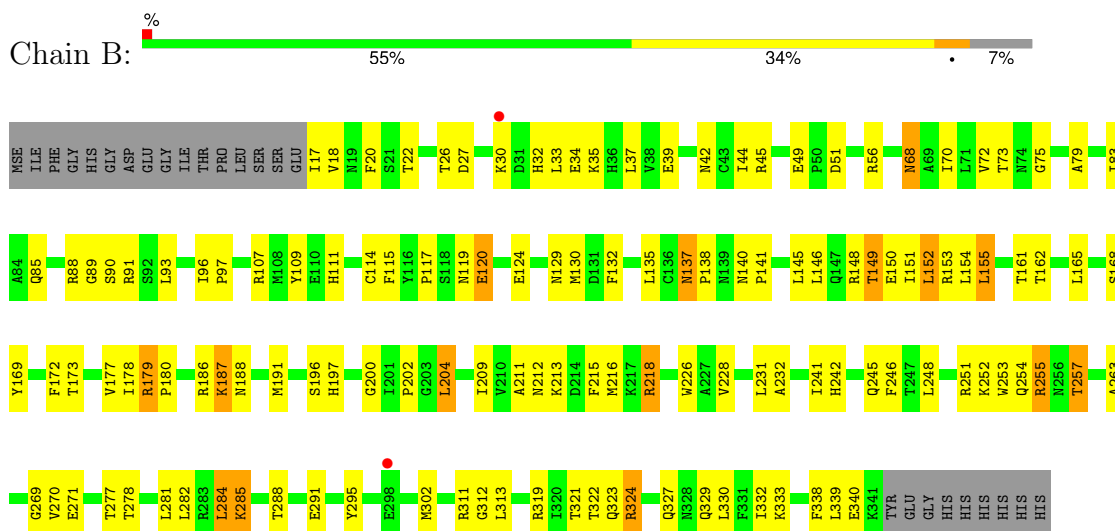 %
Chain B:
55% 34% • 7%
MSE ILE PHE GLY HIS GLY ASP GLU GLY ILE THR PRO LEU SER SER GLU I17 V18 N19 F20 S21 T22 T26 D27 K30 D31 H32 L33 E34 K35 H36 L37 V38 E39 N42 C43 I44 R45 E49 P50 D51 R56 N68 A69 I70 L71 V72 T73 N74 G75 A79
A84 Q85 R88 G89 S90 R91 S92 L93 I96 P97 R107 M108 Y109 E110 H111 C114 F115 Y116 P117 S118 N119 E120 E124 N129 M130 D131 F132 L135 C136 N137 P138 N139 N140 P141 L145 L146 Q147 R148 T149 E150 I151 L152 R153 L154 L155 T161 T162 L165 S168
Y169 F172 T173 V177 I178 R179 P180 R186 K187 N188 M191 S196 H197 G200 I201 P202 G203 L204 I209 V210 A211 N212 K213 D214 F215 M216 K217 R218 W226 A227 V228 L231 A232 I241 H242 Q245 F246 T247 L248 R251 K252 W253 Q254 R255 N256 T257
G269 V270 E271 T277 T278 L281 L282 R283 L284 K285 T288 E291 Y295 E298 M302 R311 G312 L313 R319 I320 T321 T322 Q323 R324 Q327 N328 Q329 L330 F331 I332 K333 F338 L339 E340 K341 TYR GLU GLY HIS HIS HIS HIS HIS HIS